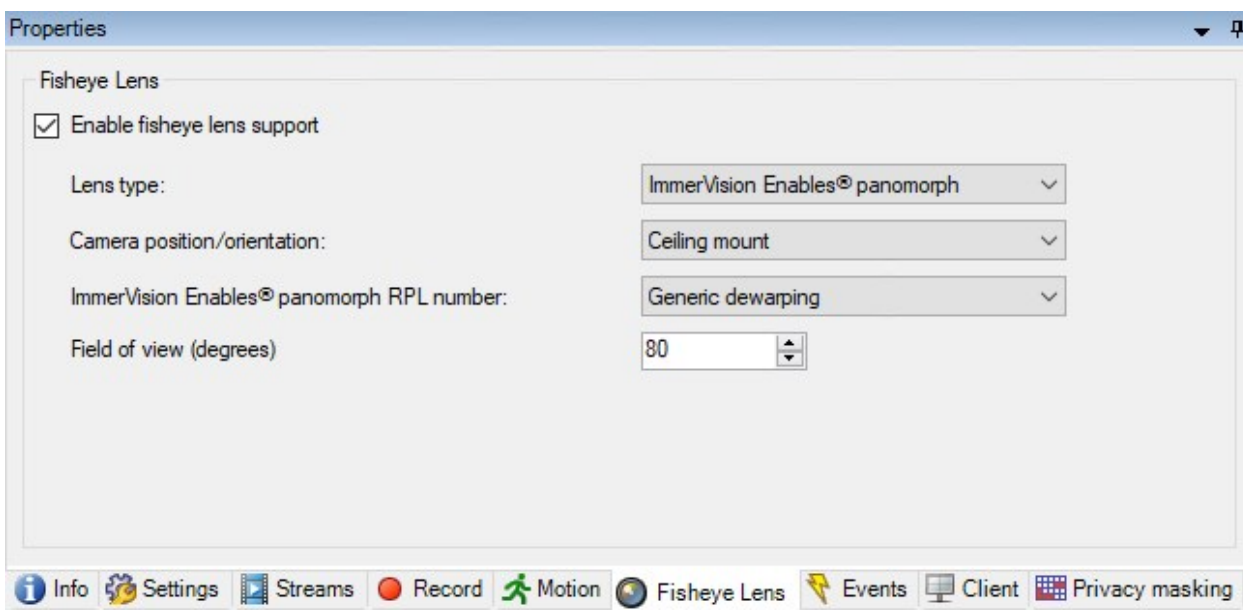 Properties
Fisheye Lens
Enable fisheye lens support
Lens type: ImmerVision Enables® panomorph
Camera position/orientation: Ceiling mount
ImmerVision Enables® panomorph RPL number: Generic dewarping
Field of view (degrees) 80
Info Settings Streams Record Motion Fisheye Lens Events Client Privacy masking